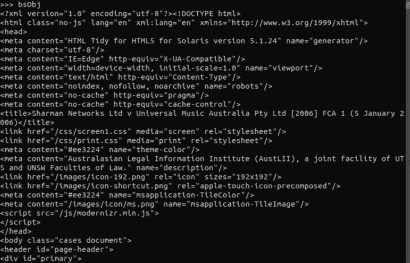 >>> bsObj
<?xml version="1.0" encoding="utf-8"?><!DOCTYPE html>
<html class="no-js" lang="en" xml:lang="en" xmlns="http://www.w3.org/1999/xhtml">
<head>
<meta content="HTML Tidy for HTML5 for Solaris version 5.1.24" name="generator"/>
<meta charset="utf-8"/>
<meta content="IE=Edge" http-equiv="X-UA-Compatible"/>
<meta content="width=device-width, initial-scale=1.0" name="viewport"/>
<meta content="text/html" http-equiv="Content-Type"/>
<meta content="noindex, nofollow, noarchive" name="robots"/>
<meta content="no-cache" http-equiv="pragma"/>
<meta content="no-cache" http-equiv="cache-control"/>
<title>Sharman Networks Ltd v Universal Music Australia Pty Ltd [2006] FCA 1 (5 January 2
006)</title>
<link href="/css/screen1.css" media="screen" rel="stylesheet"/>
<link href="/css/print.css" media="print" rel="stylesheet"/>
<meta content="#ee3224" name="theme-color"/>
<meta content="Australasian Legal Information Institute (AustLII), a joint facility of UT
S and UNSW Faculties of Law." name="description"/>
<link href="/images/icon-192.png" rel="icon" sizes="192x192"/>
<link href="/images/icon-shortcut.png" rel="apple-touch-icon-precomposed"/>
<meta content="#ee3224" name="msapplication-TileColor"/>
<meta content="/images/icon/ms.png" name="msapplication-TileImage"/>
<script src="/js/modernizr.min.js">
</script>
</head>
<body class="cases document">
<header id="page-header">
<div id="primary">